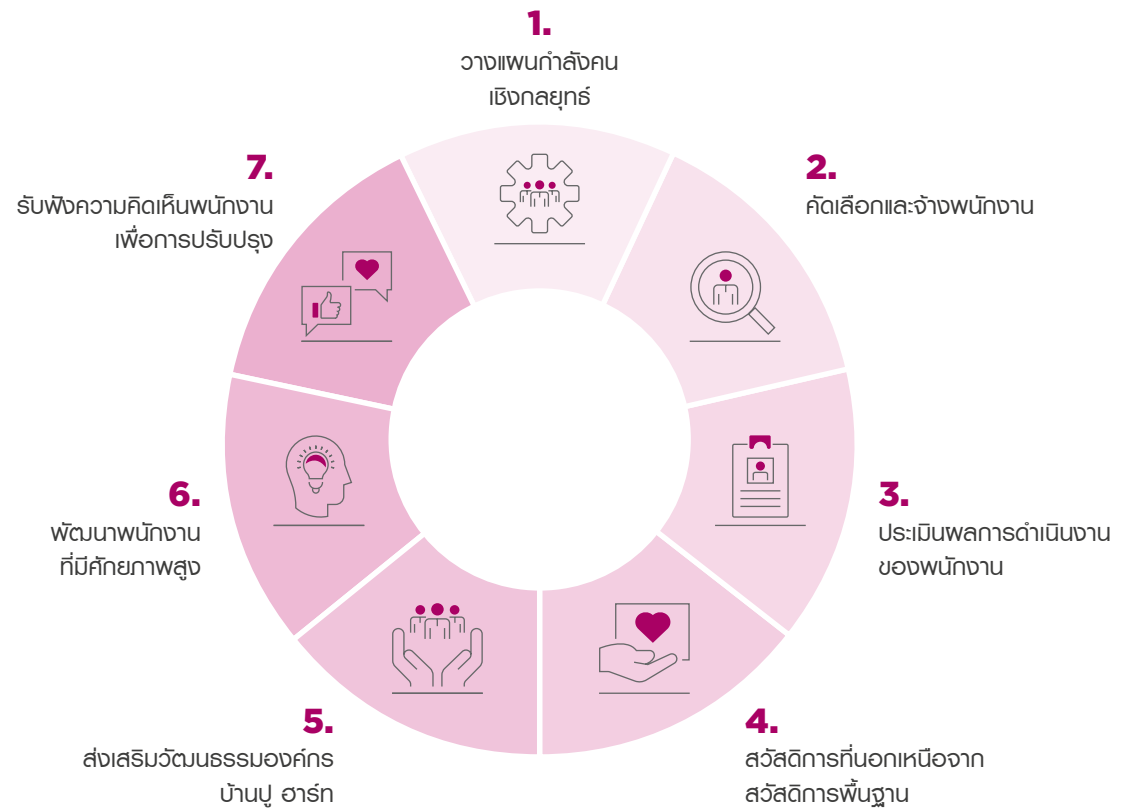 1.
วางแผนกำลังคน
เชิงกลยุทธ์
2.
คัดเลือกและจ้างพนักงาน
3.
ประเมินผลการดำเนินงาน
ของพนักงาน
4.
สวัสดิการที่นอกเหนือจาก
สวัสดิการพื้นฐาน
5.
ส่งเสริมวัฒนธรรมองค์กร
บ้านปู ฮาร์ท
6.
พัฒนาพนักงาน
ที่มีศักยภาพสูง
7.
รับฟังความคิดเห็นพนักงาน
เพื่อการปรับปรุง